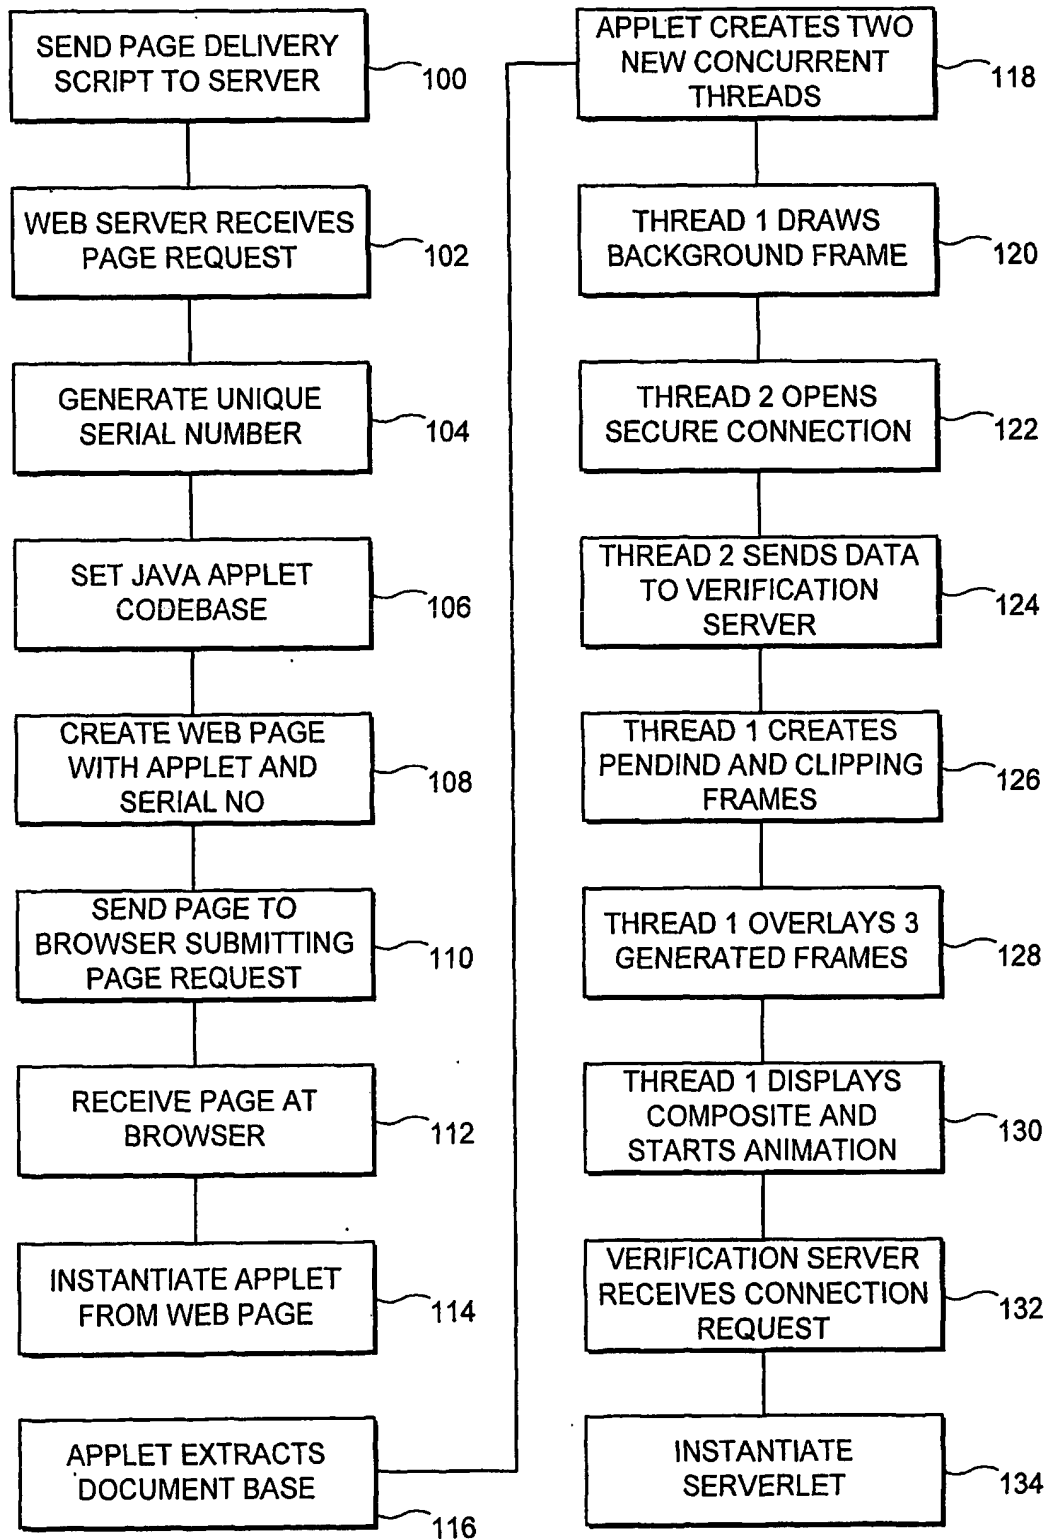 SEND PAGE DELIVERY
SCRIPT TO SERVER
100
WEB SERVER RECEIVES
PAGE REQUEST
102
GENERATE UNIQUE
SERIAL NUMBER
104
SET JAVA APPLET
CODEBASE
106
CREATE WEB PAGE
WITH APPLET AND
SERIAL NO
108
SEND PAGE TO
BROWSER SUBMITTING
PAGE REQUEST
110
RECEIVE PAGE AT
BROWSER
112
INSTANTIATE APPLET
FROM WEB PAGE
114
APPLET EXTRACTS
DOCUMENT BASE
116
APPLET CREATES TWO
NEW CONCURRENT
THREADS
118
THREAD 1 DRAWS
BACKGROUND FRAME
120
THREAD 2 OPENS
SECURE CONNECTION
122
THREAD 2 SENDS DATA
TO VERIFICATION
SERVER
124
THREAD 1 CREATES
PENDIND AND CLIPPING
FRAMES
126
THREAD 1 OVERLAYS 3
GENERATED FRAMES
128
THREAD 1 DISPLAYS
COMPOSITE AND
STARTS ANIMATION
130
VERIFICATION SERVER
RECEIVES CONNECTION
REQUEST
132
INSTANTIATE
SERVERLET
134